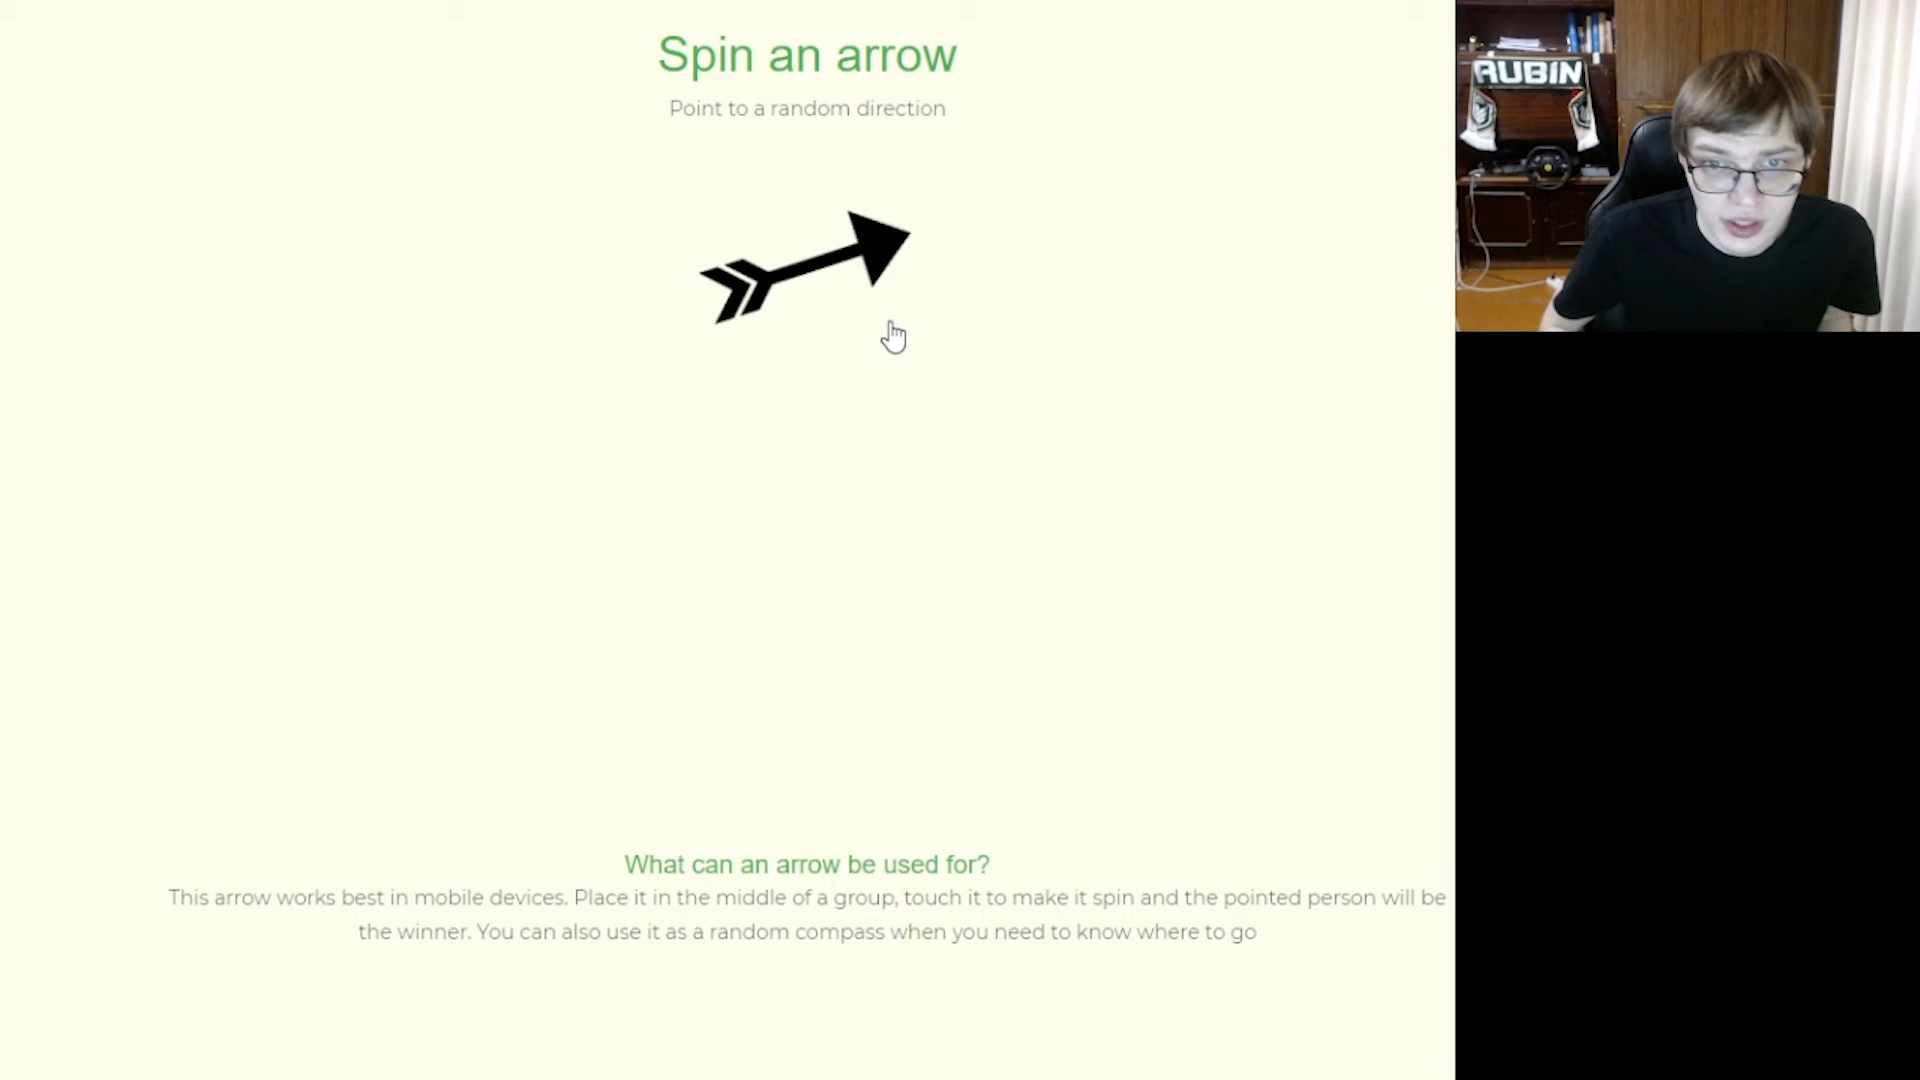 Spin an arrow
Point to a random direction
RUBIN
What can an arrow be used for?
This arrow works best in mobile devices. Place it in the middle of a group, touch it to make it spin and the pointed person will be
the winner. You can also use it as a random compass when you need to know where to go